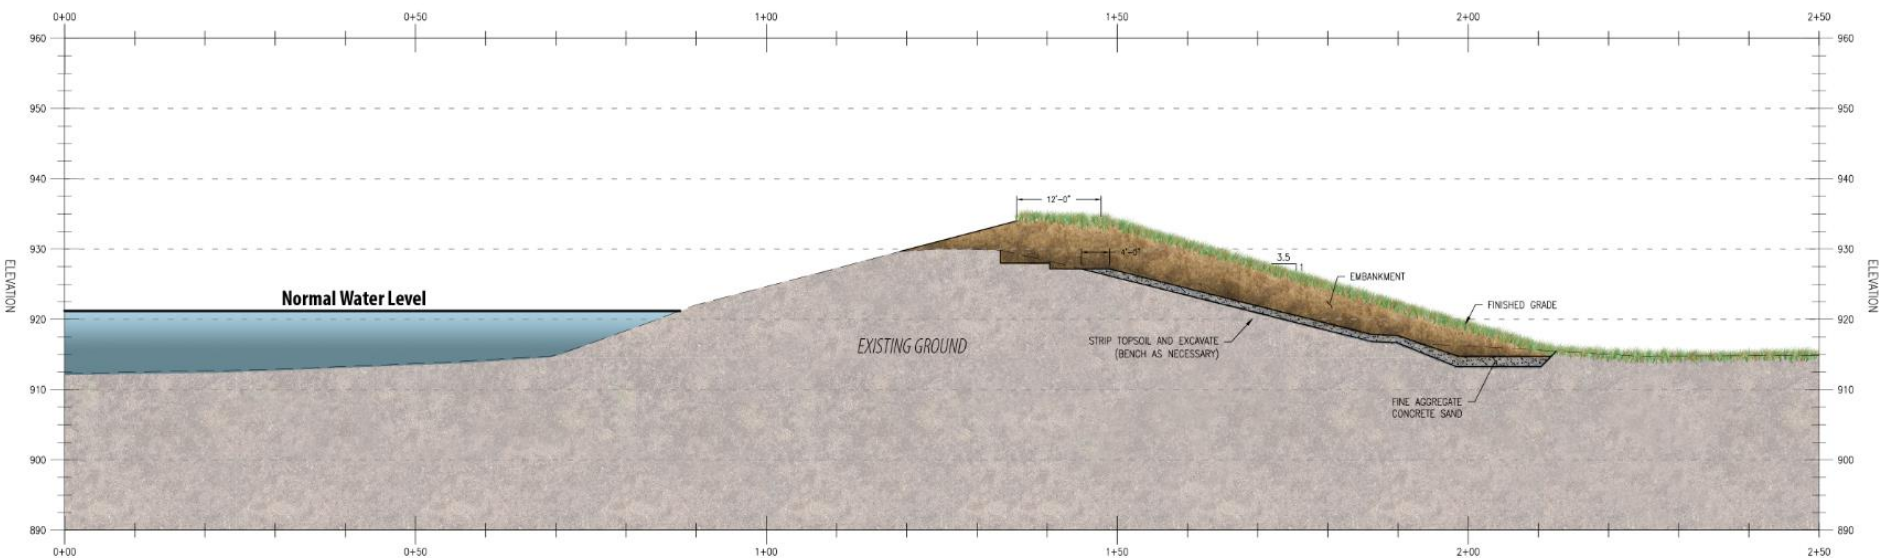 0+00 0+50 1+00 1+50 2+00 2+50
960 960
950 950
940 940
12'-0"
930 930
4'-0"
3.5
1
EMBANKMENT
ELEVATION ELEVATION
Normal Water Level
FINISHED GRADE
920 920
EXISTING GROUND
STRIP TOPSOIL AND EXCAVATE
(BENCH AS NECESSARY)
910 910
FINE AGGREGATE
CONCRETE SAND
900 900
890 890
0+00 0+50 1+00 1+50 2+00 2+50